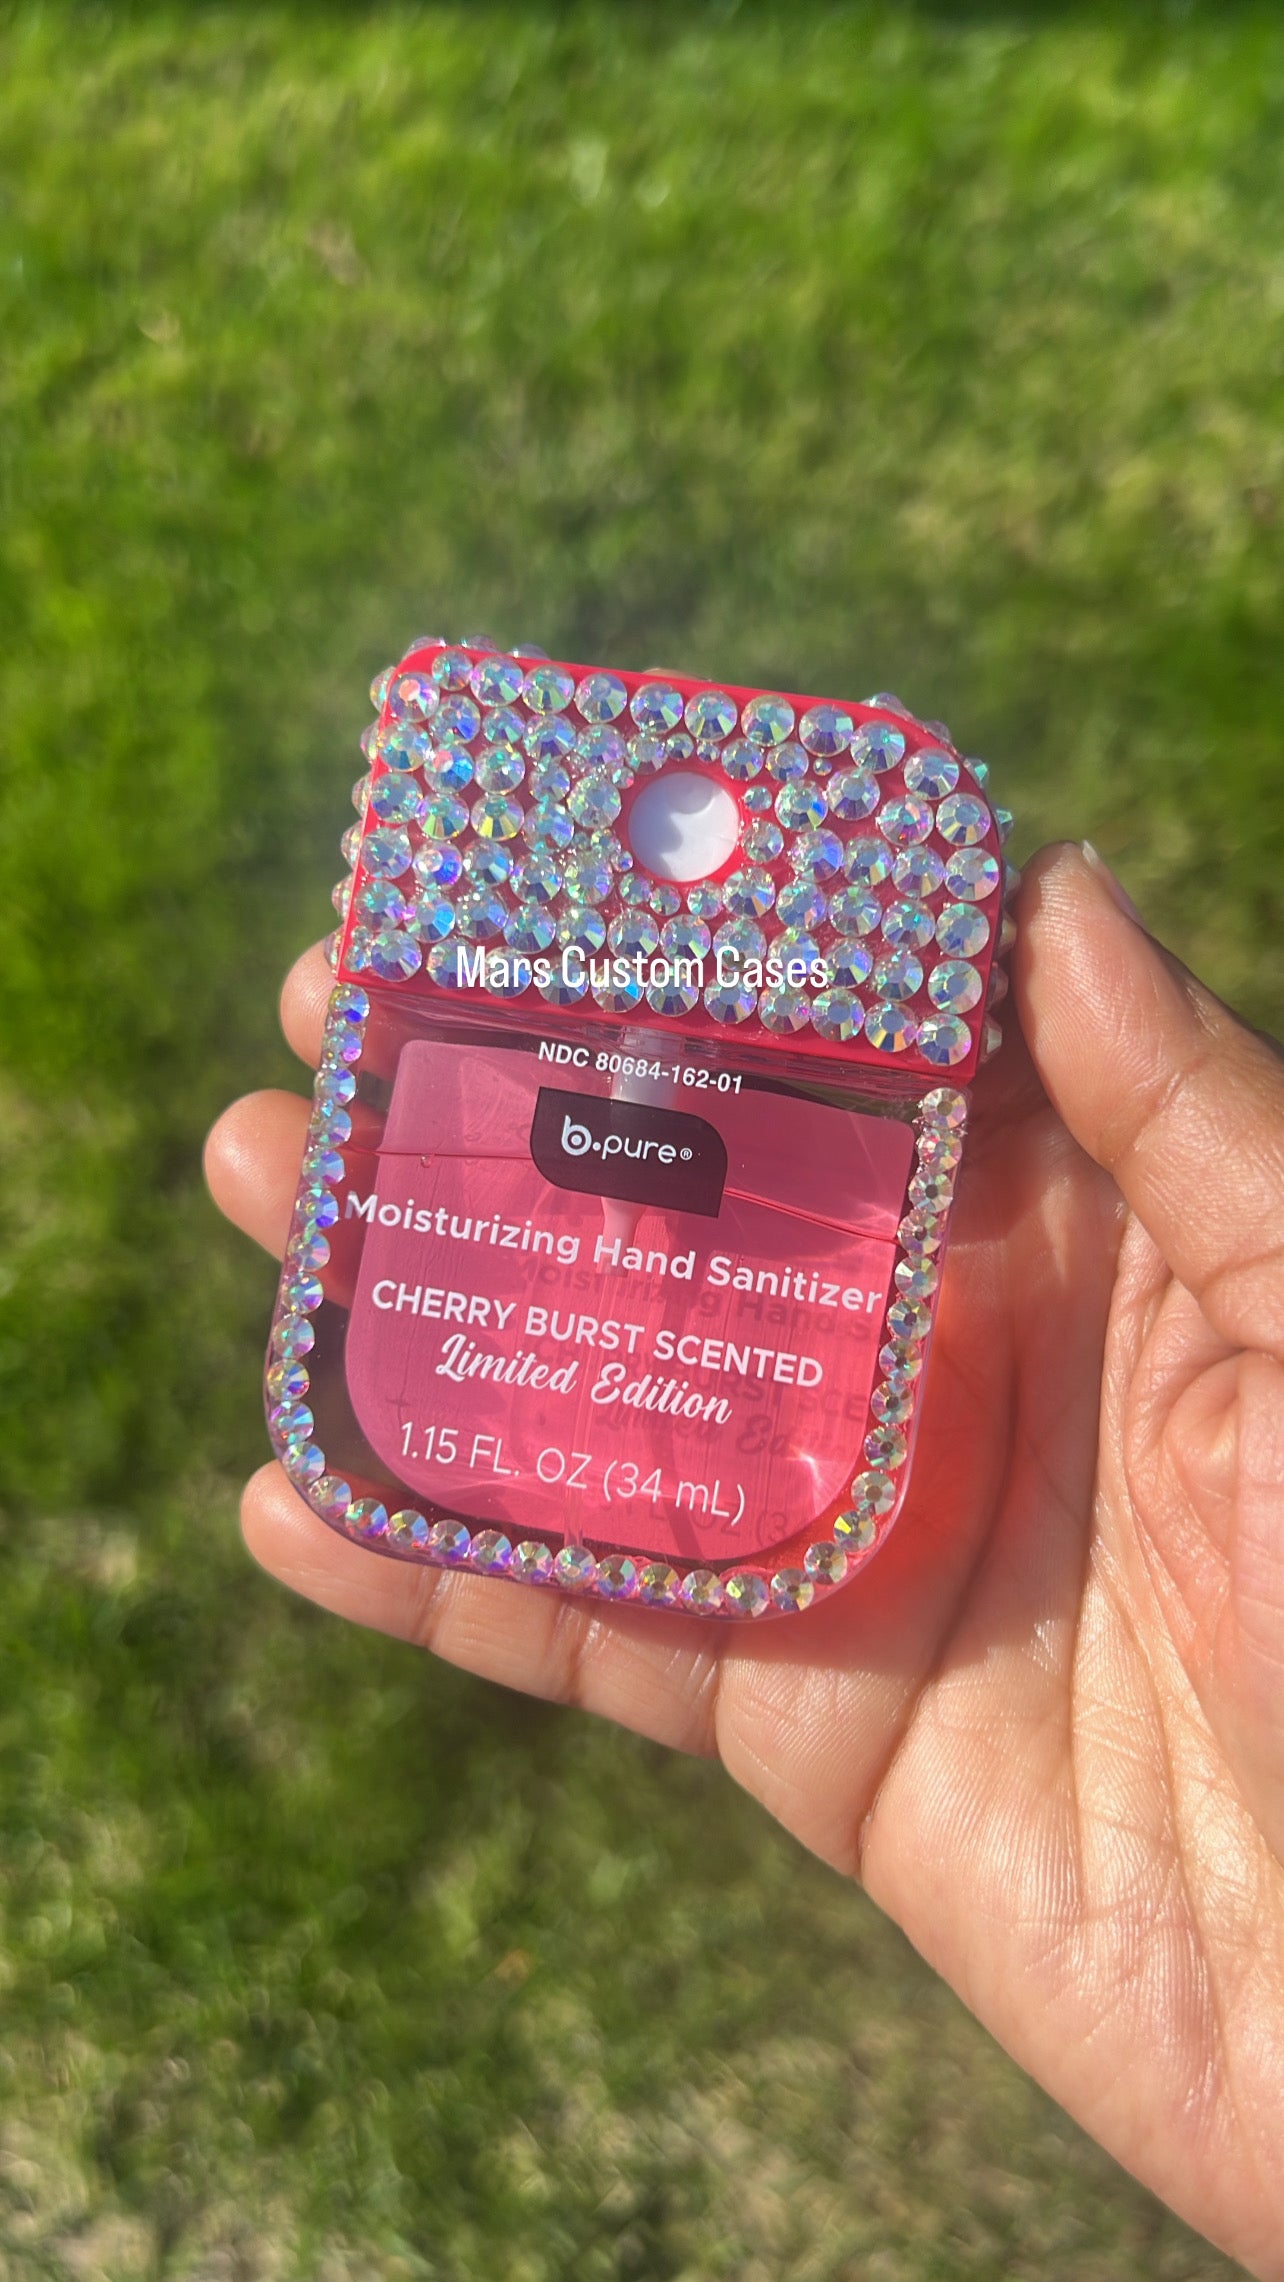 Mars Custom Cases
NDC 80684-162-01
b.pure®
Moisturizing Hand Sanitizer
CHERRY BURST SCENTED
Limited Edition
1.15 FL. OZ (34 mL)